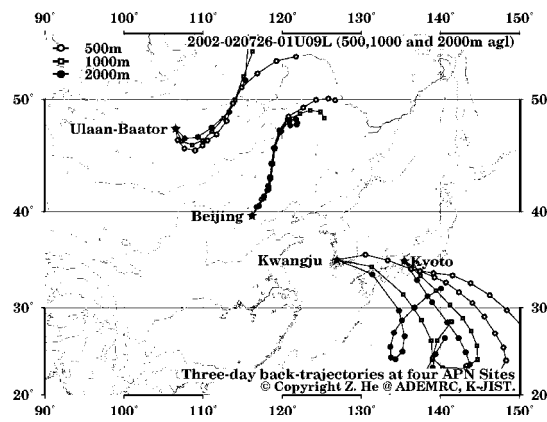 90° 100° 110° 120° 130° 140° 150°
2002-020726-01U09L (500,1000 and 2000m agl)
500m
1000m
2000m
50° 50°
Ulaan-Baator
Beijing
40° 40°
Kwangju Kyoto
30° 30°
Three-day back-trajectories at four APN Sites
© Copyright Z. He @ ADEMRC, K-JIST.
20° 20°
90° 100° 110° 120° 130° 140° 150°